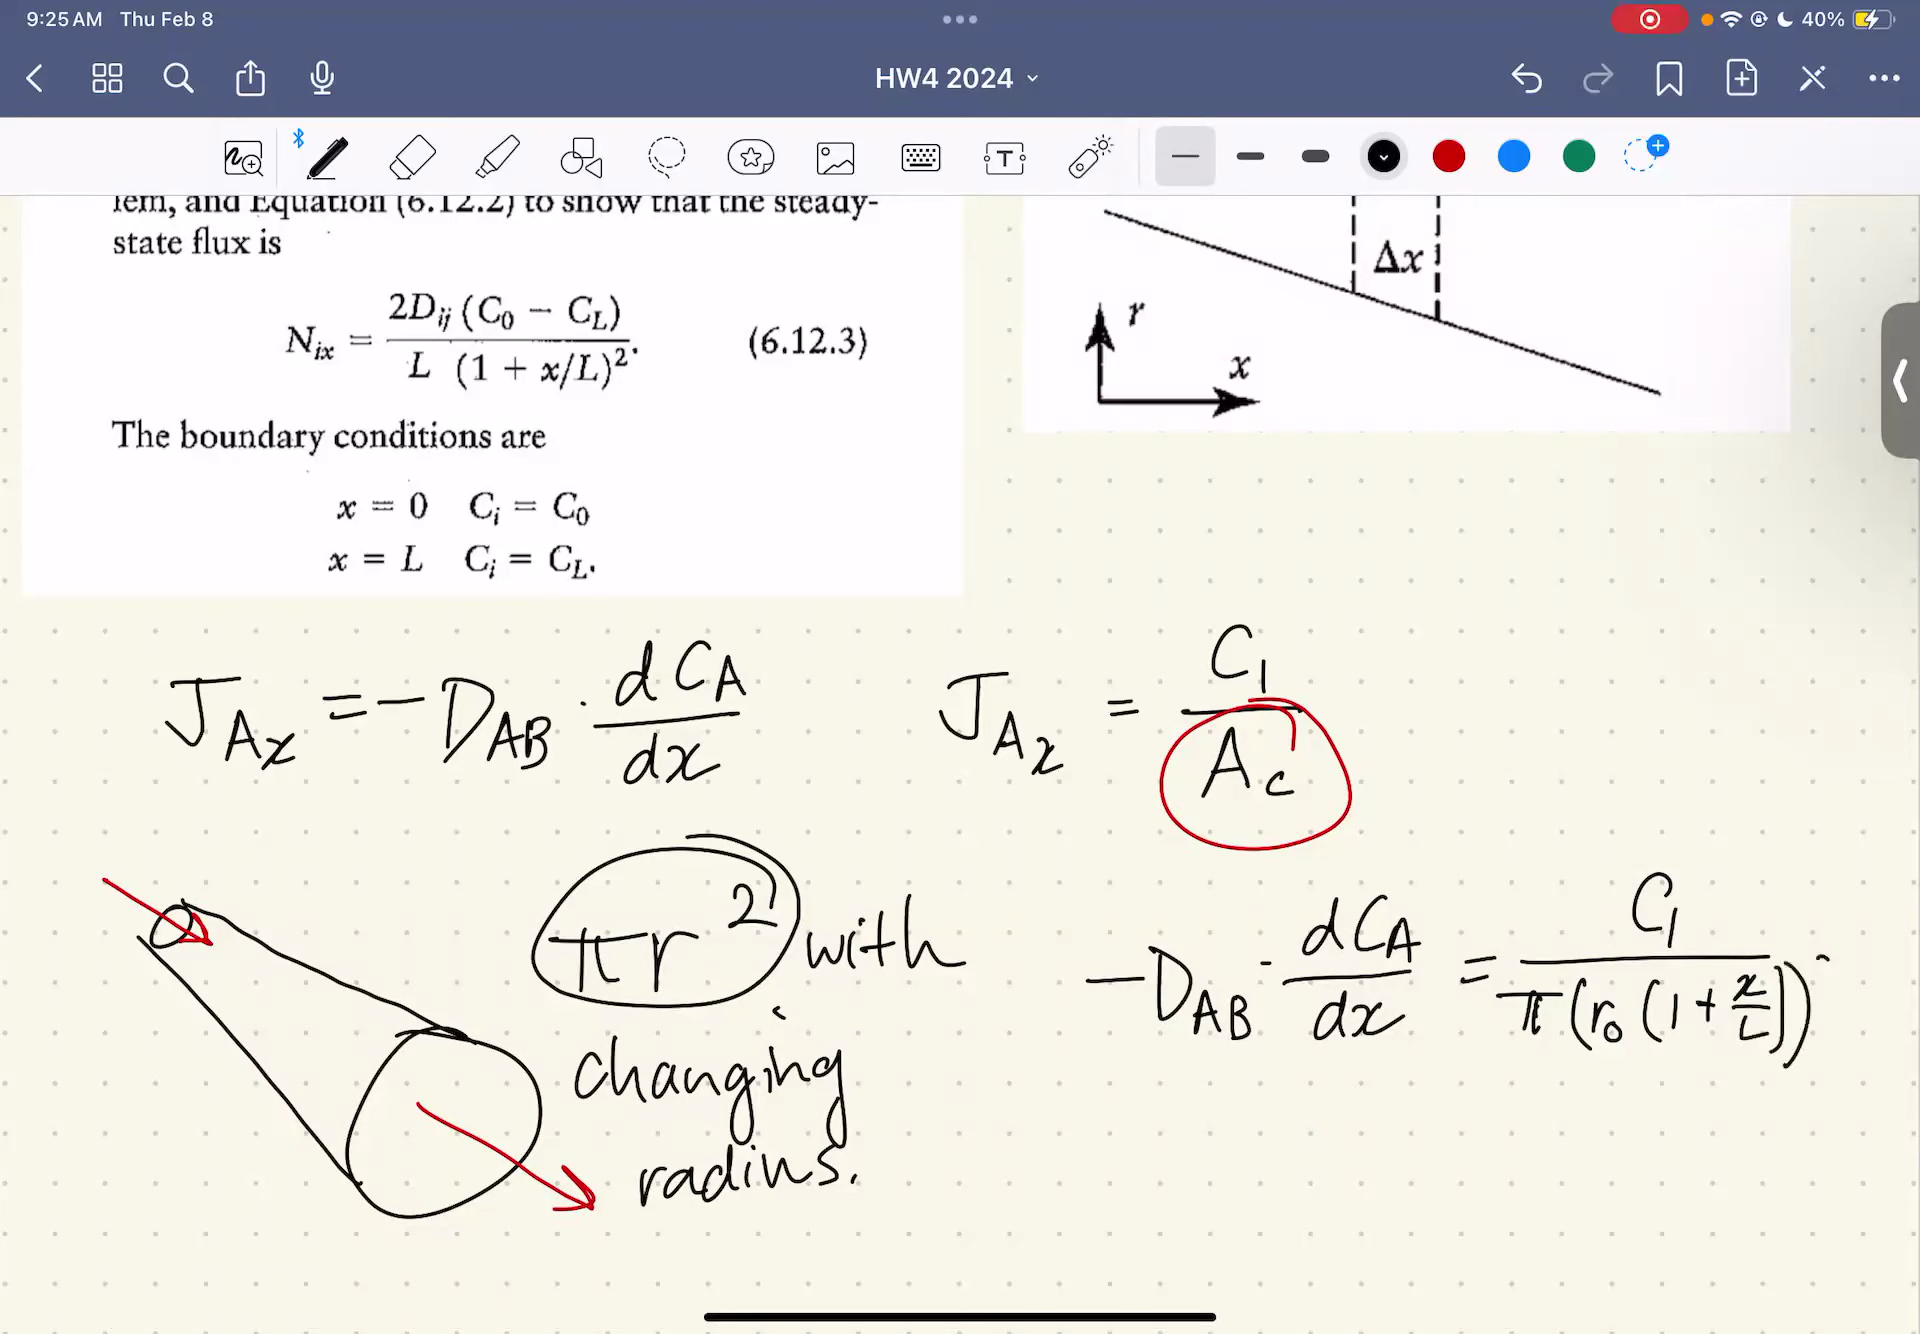 9:25 AM Thu Feb 8
40%
HW4 2024
lem, and Equation (6.12.2) to show that the steady-
state flux is
N_ix = 2D_ij (C_0 − C_L) / L (1 + x/L)^2 . (6.12.3)
The boundary conditions are
x = 0 C_i = C_0
x = L C_i = C_L.
Δx
r
x
J_Ax = − D_AB · dC_A / dx
J_Ax = C_1 / A_c
πr^2 with
changing
radius.
− D_AB · dC_A / dx = C_1 / π(r_0 (1 + x/L))